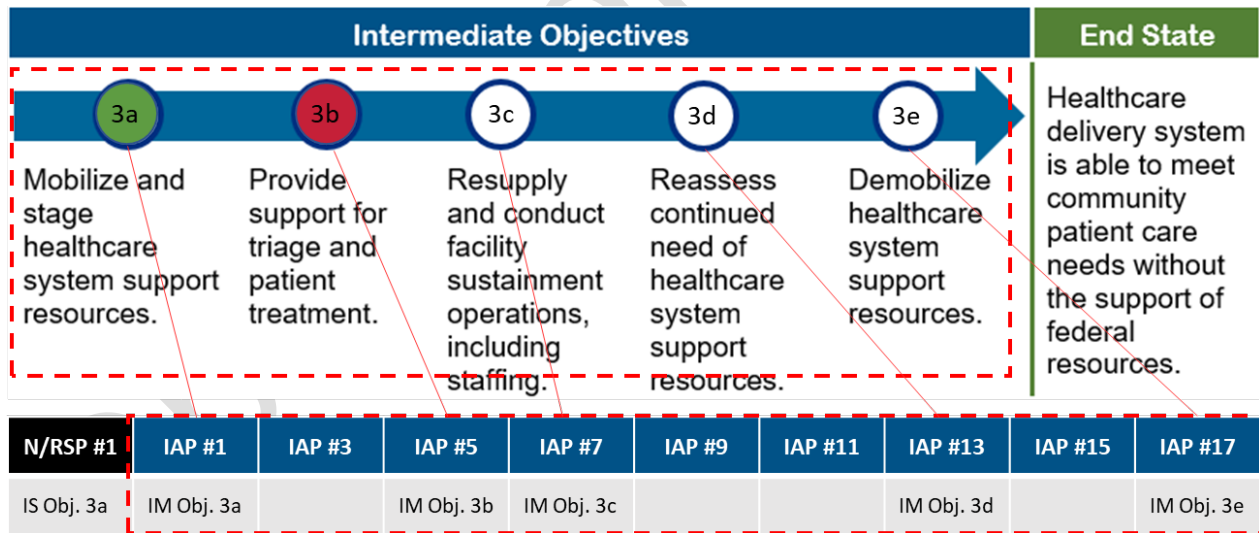 Intermediate Objectives
End State
3a
3b
3c
3d
3e
Mobilize and
stage
healthcare
system support
resources.
Provide
support for
triage and
patient
treatment.
Resupply
and conduct
facility
sustainment
operations,
including
staffing.
Reassess
continued
need of
healthcare
system
support
resources.
Demobilize
healthcare
system
support
resources.
Healthcare
delivery system
is able to meet
community
patient care
needs without
the support of
federal
resources.
N/RSP #1 IAP #1 IAP #3 IAP #5 IAP #7 IAP #9 IAP #11 IAP #13 IAP #15 IAP #17
IS Obj. 3a IM Obj. 3a IM Obj. 3b IM Obj. 3c IM Obj. 3d IM Obj. 3e